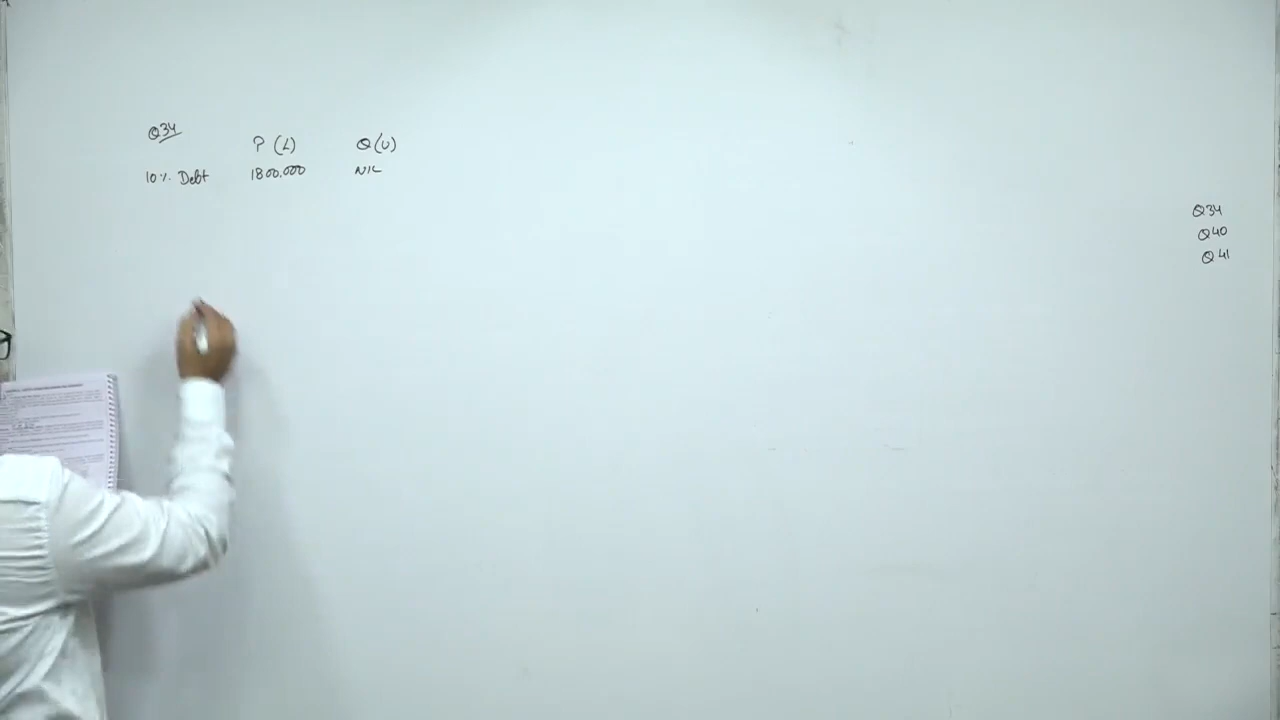 Q34
P (L) Q(U)
10% Debt 1800,000 NIL
Q34
Q40
Q41